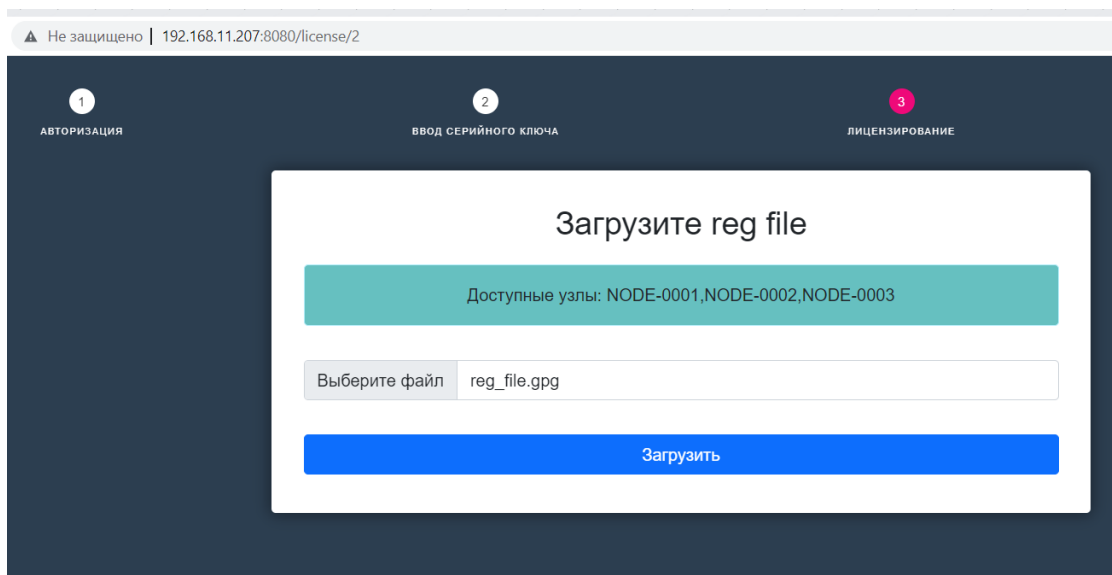 Не защищено | 192.168.11.207:8080/license/2
1 2 3
АВТОРИЗАЦИЯ ВВОД СЕРИЙНОГО КЛЮЧА ЛИЦЕНЗИРОВАНИЕ
Загрузите reg file
Доступные узлы: NODE-0001,NODE-0002,NODE-0003
Выберите файл reg_file.gpg
Загрузить